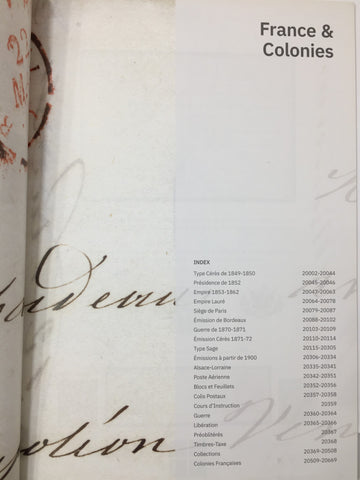 France &
Colonies
INDEX
Type Cérès de 1849-1850 20002-20044
Présidence de 1852 20045-20046
Empire 1853-1862 20047-20063
Empire Lauré 20064-20078
Siège de Paris 20079-20087
Émission de Bordeaux 20088-20102
Guerre de 1870-1871 20103-20109
Émission Cérès 1871-72 20110-20114
Type Sage 20115-20305
Émissions à partir de 1900 20306-20334
Alsace-Lorraine 20335-20341
Poste Aérienne 20342-20351
Blocs et Feuillets 20352-20356
Colis Postaux 20357-20358
Cours d'Instruction 20359
Guerre 20360-20364
Libération 20365-20366
Préoblitérés 20367
Timbres-Taxe 20368
Collections 20369-20508
Colonies Françaises 20509-20669